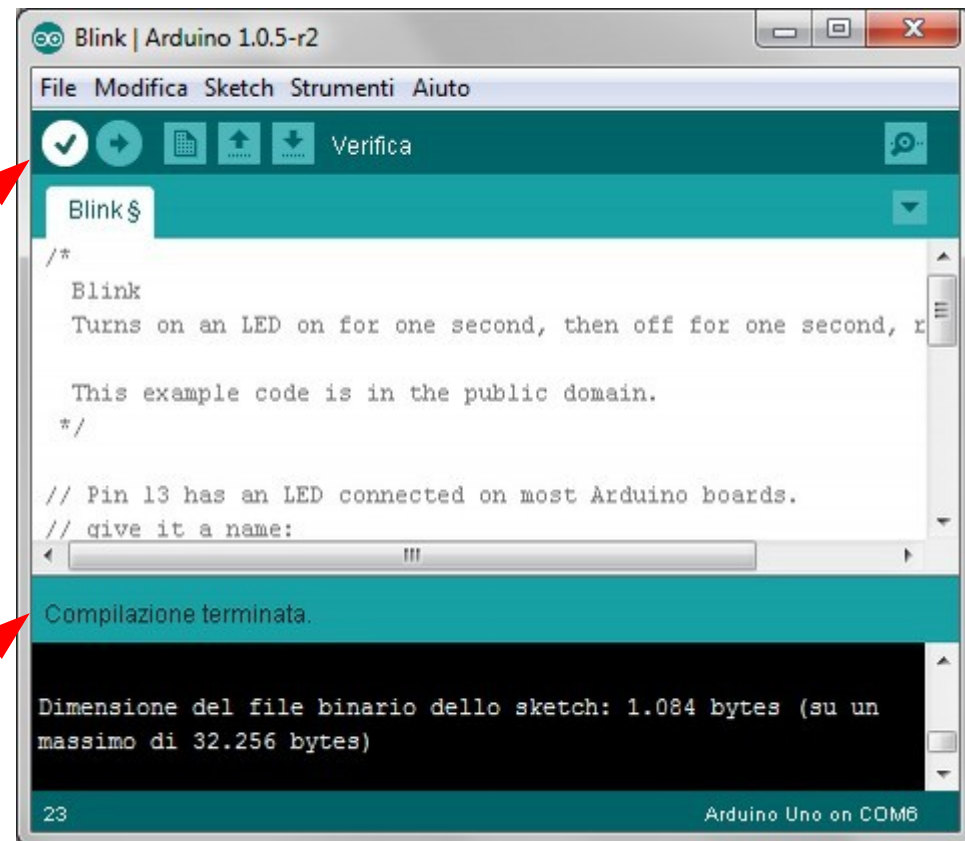 Blink | Arduino 1.0.5-r2
File Modifica Sketch Strumenti Aiuto
Verifica
Blink §
/*
Blink
Turns on an LED on for one second, then off for one second, r
This example code is in the public domain.
*/
// Pin 13 has an LED connected on most Arduino boards.
// give it a name:
Compilazione terminata.
Dimensione del file binario dello sketch: 1.084 bytes (su un
massimo di 32.256 bytes)
23 Arduino Uno on COM6